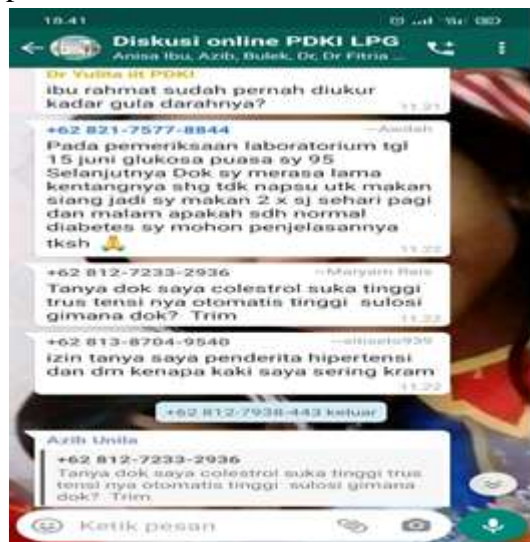 10.41
Diskusi online PDKI LPG
Anisa Ibu, Azib, Bulek, Dr, Dr Fitria ...
Dr Yulita iit PDKI
ibu rahmat sudah pernah diukur
kadar gula darahnya?
11.21
+62 821-7577-8844
Pada pemeriksaan laboratorium tgl
15 juni glukosa puasa sy 95
Selanjutnya Dok sy merasa lama
kentangnya shg tdk napsu utk makan
siang jadi sy makan 2 x sj sehari pagi
dan malam apakah sdh normal
diabetes sy mohon penjelasannya
tksh 🙏
11.22
+62 812-7233-2936 ~Maryam Rais
Tanya dok saya colestrol suka tinggi
trus tensi nya otomatis tinggi sulosi
gimana dok? Trim
11.22
+62 813-8704-9540
izin tanya saya penderita hipertensi
dan dm kenapa kaki saya sering kram
11.22
+62 812-7938-443 keluar
Azib Unila
+62 812-7233-2936
Tanya dok saya colestrol suka tinggi trus
tensi nya otomatis tinggi sulosi gimana
dok? Trim
Ketik pesan